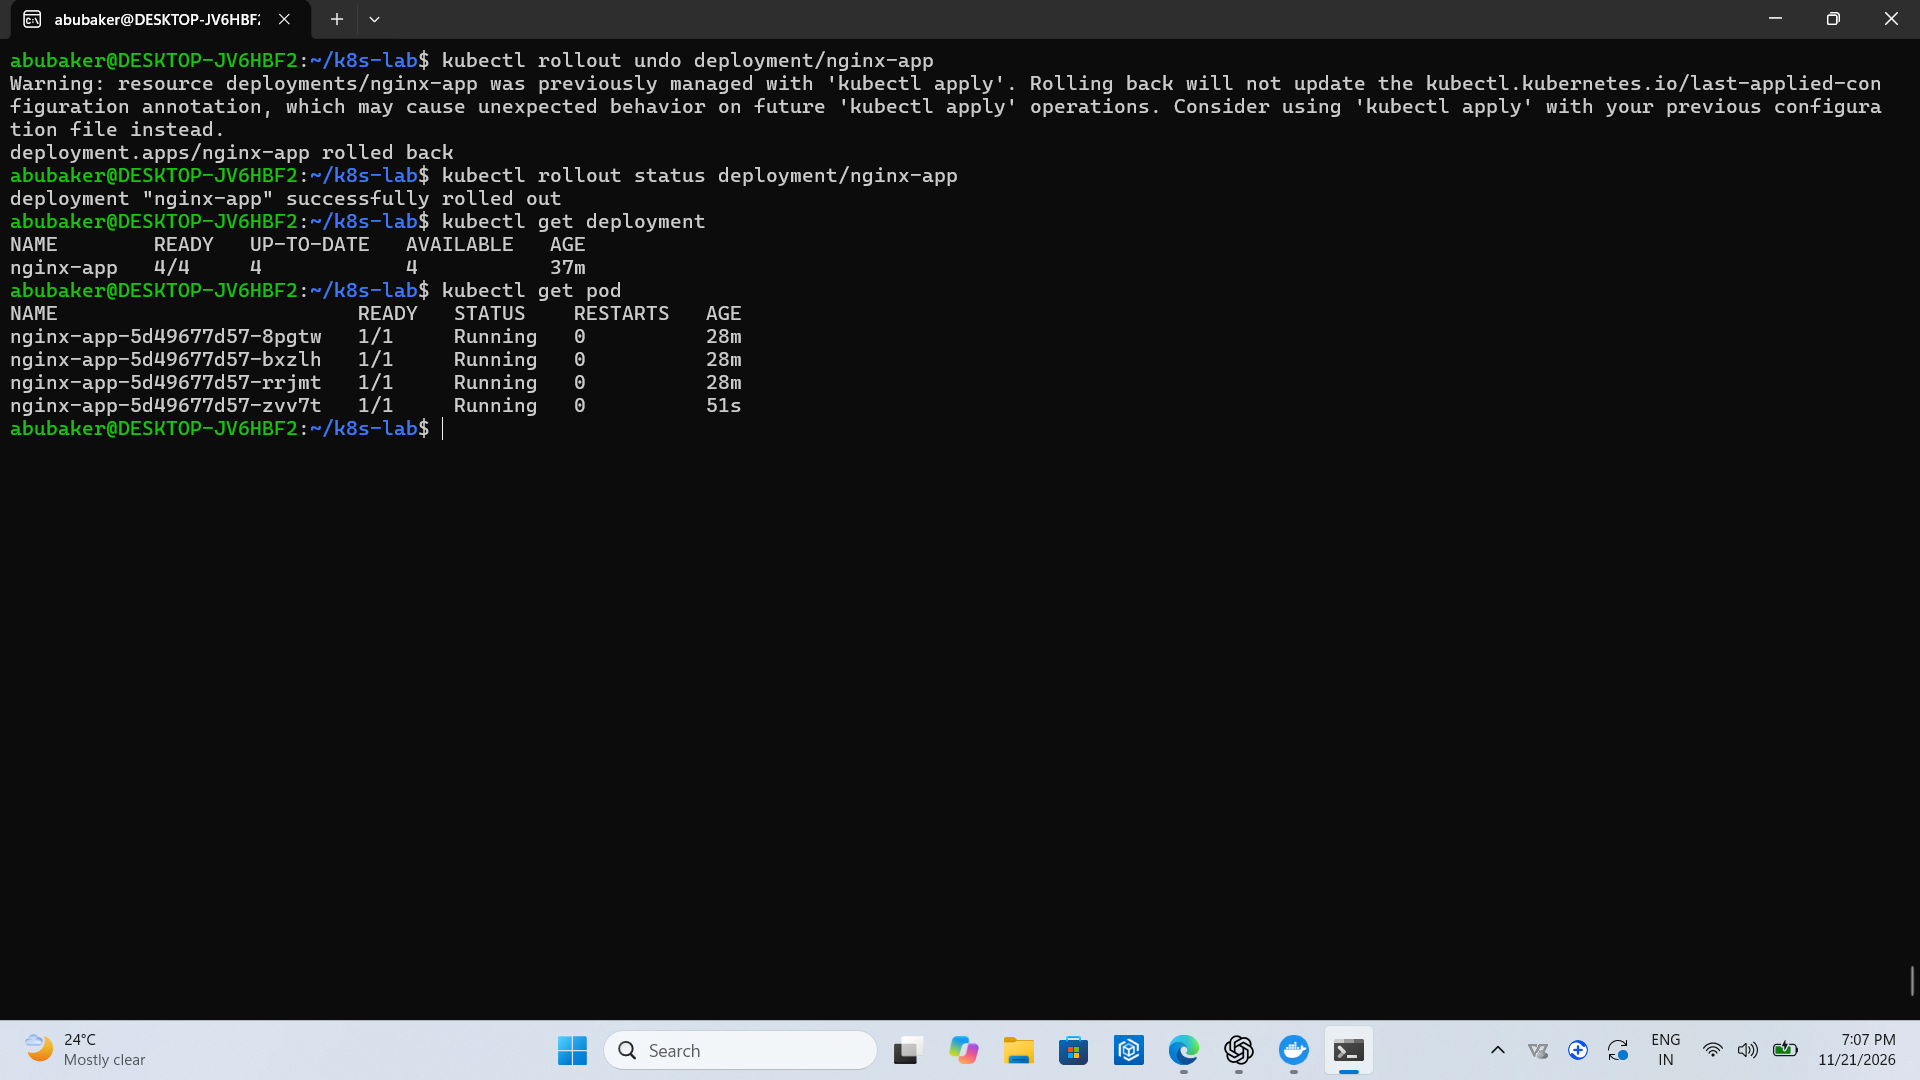 abubaker@DESKTOP-JV6HBF2:
abubaker@DESKTOP-JV6HBF2:~/k8s-lab$ kubectl rollout undo deployment/nginx-app
Warning: resource deployments/nginx-app was previously managed with 'kubectl apply'. Rolling back will not update the kubectl.kubernetes.io/last-applied-con
figuration annotation, which may cause unexpected behavior on future 'kubectl apply' operations. Consider using 'kubectl apply' with your previous configura
tion file instead.
deployment.apps/nginx-app rolled back
abubaker@DESKTOP-JV6HBF2:~/k8s-lab$ kubectl rollout status deployment/nginx-app
deployment "nginx-app" successfully rolled out
abubaker@DESKTOP-JV6HBF2:~/k8s-lab$ kubectl get deployment
NAME        READY   UP-TO-DATE   AVAILABLE   AGE
nginx-app   4/4     4            4           37m
abubaker@DESKTOP-JV6HBF2:~/k8s-lab$ kubectl get pod
NAME                         READY   STATUS    RESTARTS   AGE
nginx-app-5d49677d57-8pgtw   1/1     Running   0          28m
nginx-app-5d49677d57-bxzlh   1/1     Running   0          28m
nginx-app-5d49677d57-rrjmt   1/1     Running   0          28m
nginx-app-5d49677d57-zvv7t   1/1     Running   0          51s
abubaker@DESKTOP-JV6HBF2:~/k8s-lab$
24°C
Mostly clear
Search
ENG
IN
7:07 PM
11/21/2026